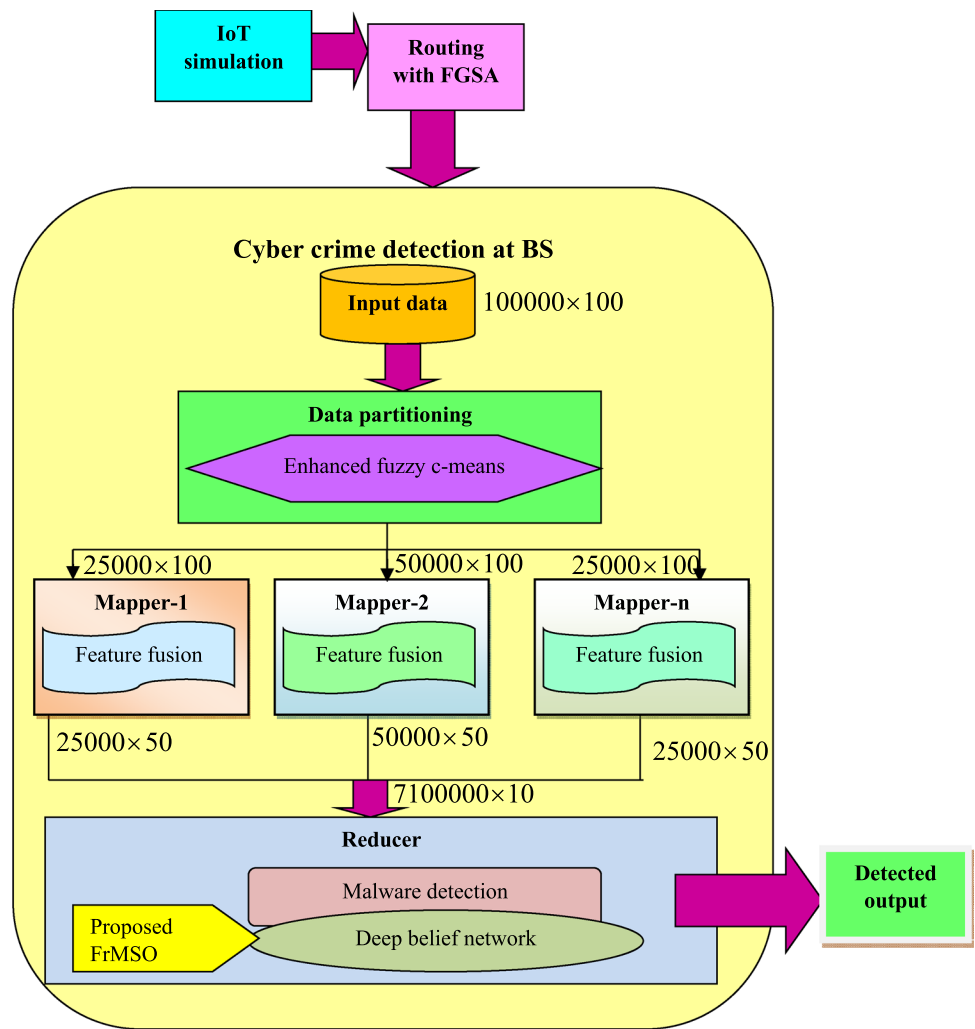 IoT
simulation
Routing
with FGSA
Cyber crime detection at BS
Input data
100000×100
Data partitioning
Enhanced fuzzy c-means
25000×100
50000×100
25000×100
Mapper-1
Feature fusion
Mapper-2
Feature fusion
Mapper-n
Feature fusion
25000×50
50000×50
25000×50
7100000×10
Reducer
Malware detection
Proposed
FrMSO
Deep belief network
Detected
output